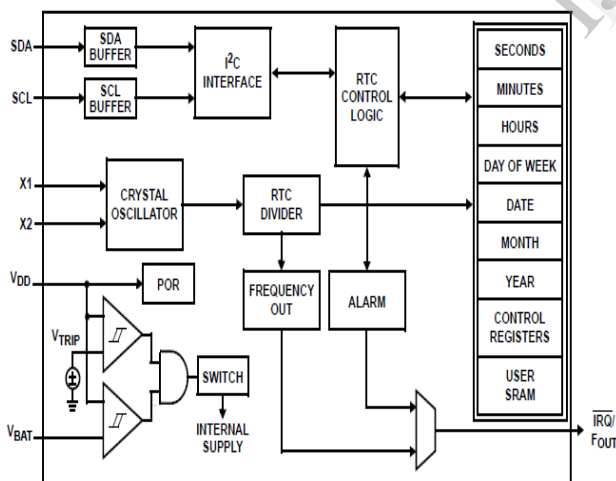 SDA
SDA
BUFFER
SCL
SCL
BUFFER
I²C
INTERFACE
RTC
CONTROL
LOGIC
SECONDS
MINUTES
HOURS
DAY OF WEEK
DATE
MONTH
YEAR
CONTROL
REGISTERS
USER
SRAM
X1
X2
CRYSTAL
OSCILLATOR
RTC
DIVIDER
VDD
POR
FREQUENCY
OUT
ALARM
VTRIP
SWITCH
INTERNAL
SUPPLY
VBAT
IRQ/
FOUT